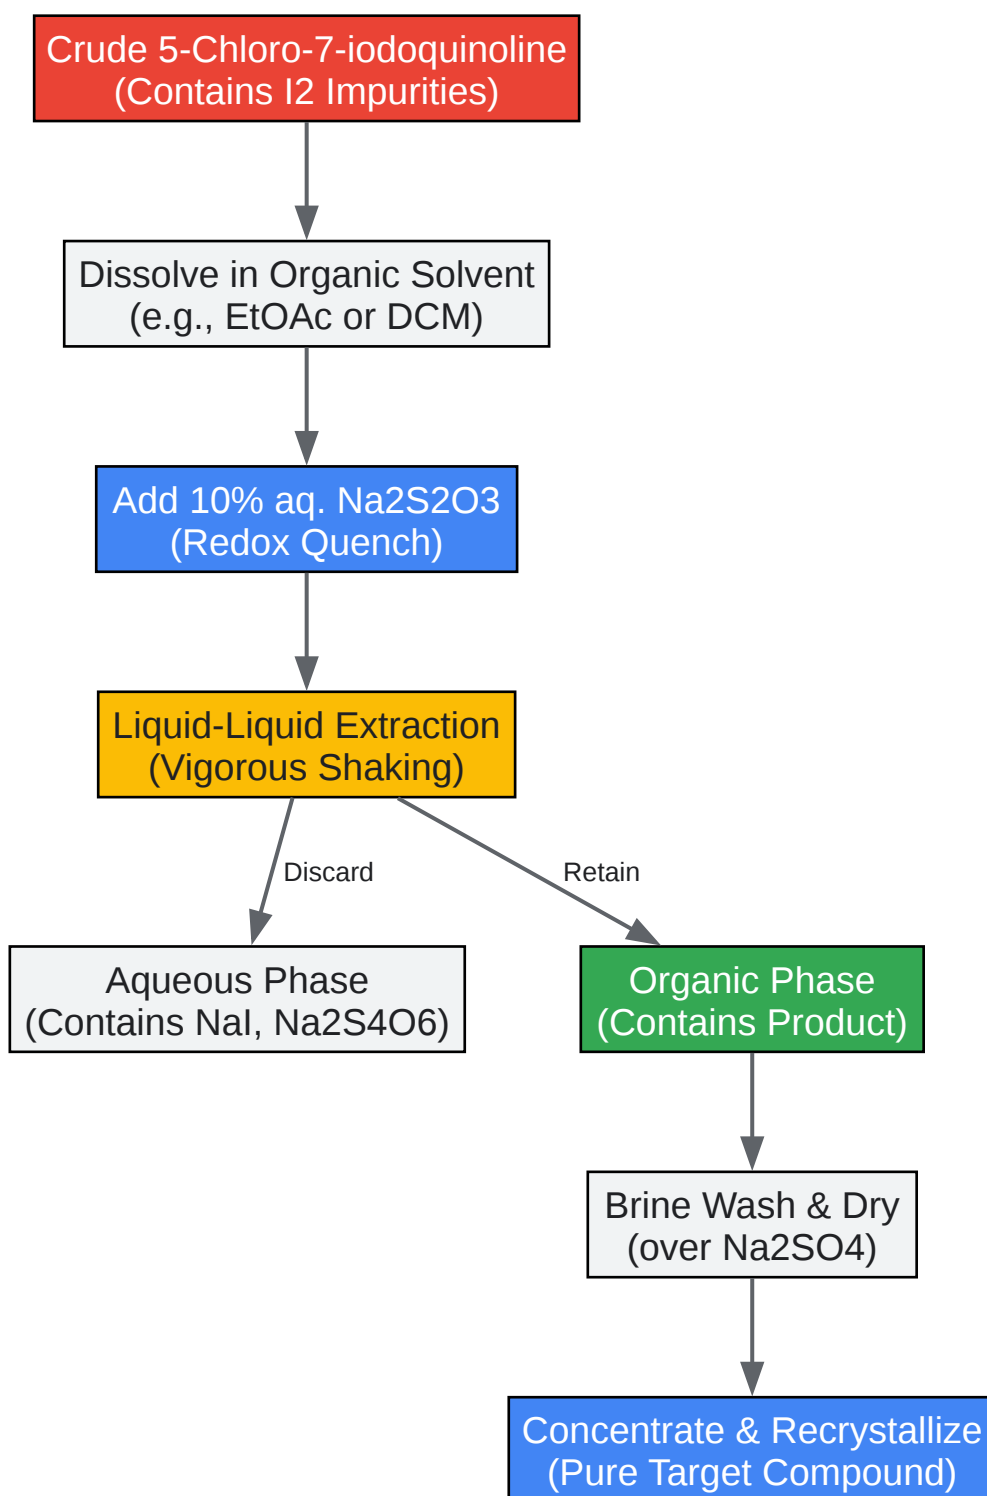 Crude 5-Chloro-7-iodoquinoline
(Contains I2 Impurities)
Dissolve in Organic Solvent
(e.g., EtOAc or DCM)
Add 10% aq. Na2S2O3
(Redox Quench)
Liquid-Liquid Extraction
(Vigorous Shaking)
Discard
Retain
Aqueous Phase
(Contains NaI, Na2S4O6)
Organic Phase
(Contains Product)
Brine Wash & Dry
(over Na2SO4)
Concentrate & Recrystallize
(Pure Target Compound)